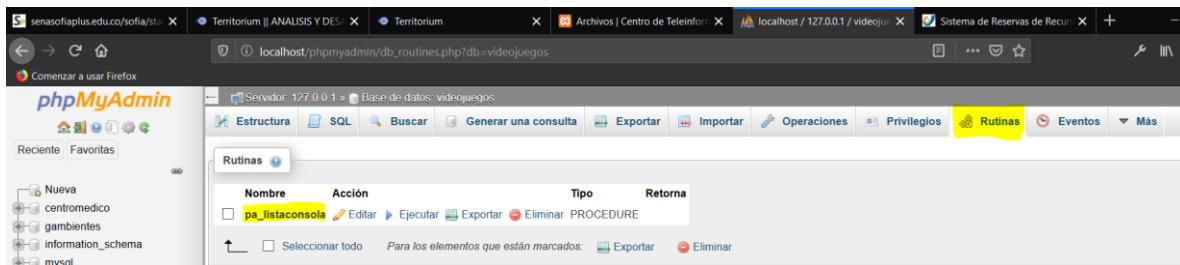 senasofiaplus.edu.co/sofia/sta
Territorium || ANALISIS Y DESA
Territorium
Archivos | Centro de Teleinform
localhost / 127.0.0.1 / videojue
Sistema de Reservas de Recurs
localhost/phpmyadmin/db_routines.php?db=videojuegos
Comenzar a usar Firefox
phpMyAdmin
Reciente Favoritas
Nueva
centromedico
gambientes
information_schema
mysql
Servidor: 127.0.0.1 » Base de datos: videojuegos
Estructura SQL Buscar Generar una consulta Exportar Importar Operaciones Privilegios Rutinas Eventos Más
Rutinas
Nombre Acción Tipo Retorna
pa_listaconsola Editar Ejecutar Exportar Eliminar PROCEDURE
Seleccionar todo Para los elementos que están marcados: Exportar Eliminar